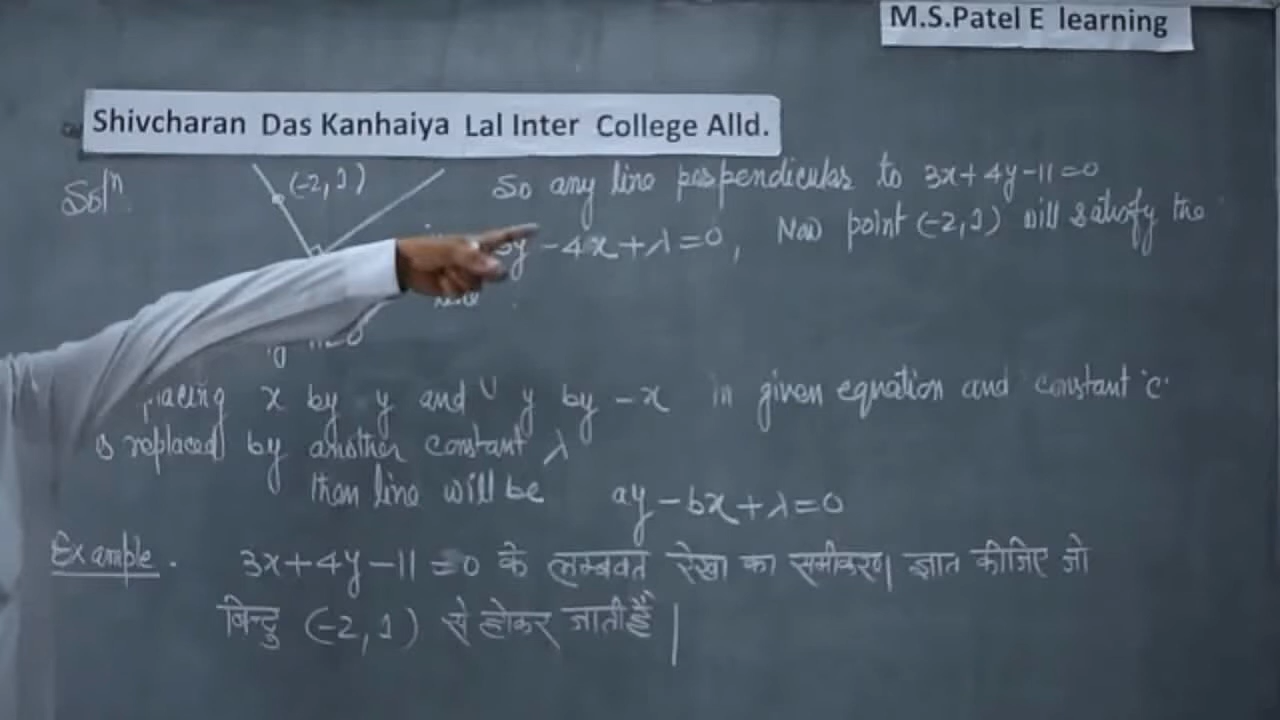 M.S.Patel E learning
Shivcharan Das Kanhaiya Lal Inter College Alld.
Solⁿ.
(-2, 1)
So any line perpendicular to 3x+4y-11=0
-4x+λ=0, Now point (-2, 1) will satisfy the
x by y and y by -x in given equation and constant 'c'
is replaced by another constant λ
then line will be ay-bx+λ=0
Example. 3x+4y-11=0 के लम्बवत रेखा का समीकरण ज्ञात कीजिए जो
बिन्दु (-2, 1) से होकर जाती है|